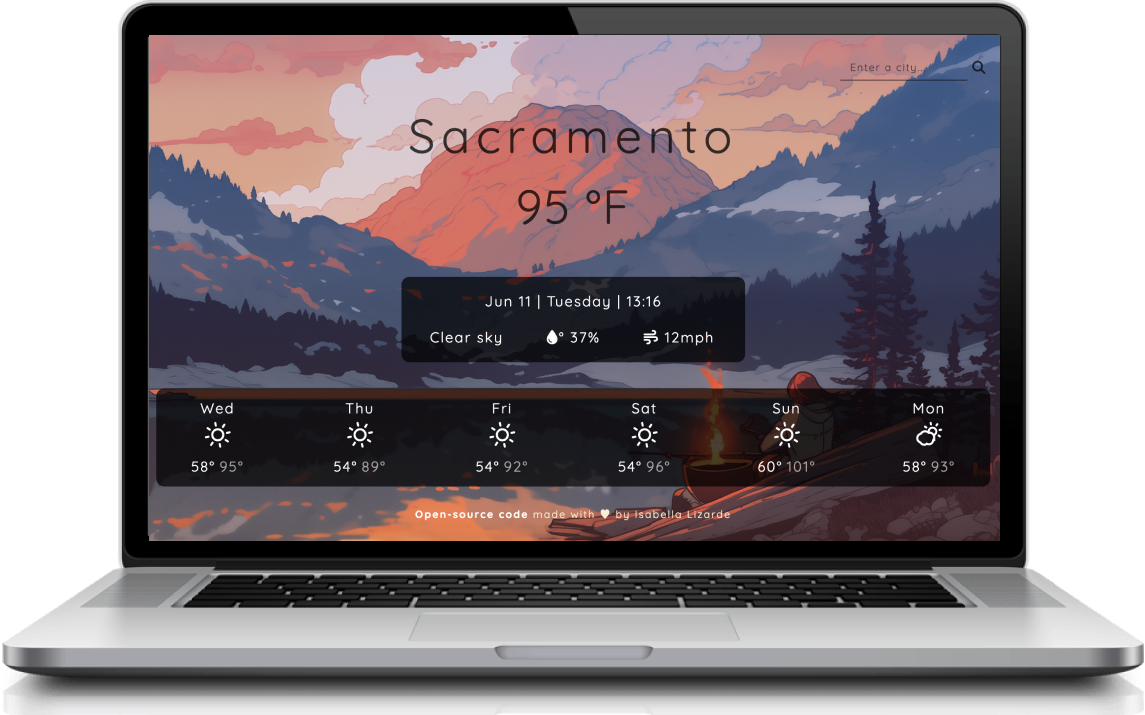 Enter a city...
Sacramento
95 °F
Jun 11 | Tuesday | 13:16
Clear sky ° 37% 12mph
Wed Thu Fri Sat Sun Mon
58° 95° 54° 89° 54° 92° 54° 96° 60° 101° 58° 93°
Open-source code made with ♥ by Isabella Lizarde